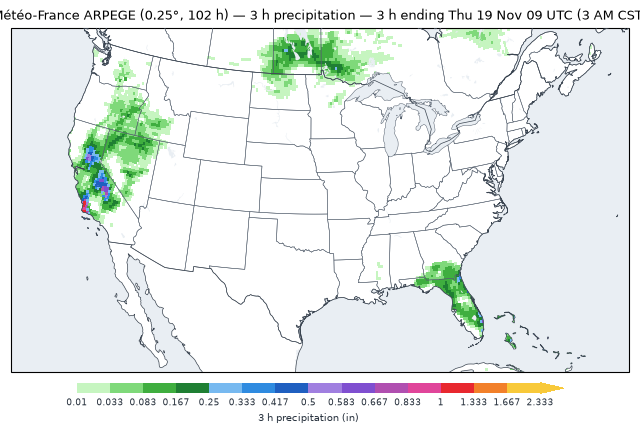 Météo-France ARPEGE (0.25°, 102 h) — 3 h precipitation — 3 h ending Thu 19 Nov 09 UTC (3 AM CST
0.01 0.033 0.083 0.167 0.25 0.333 0.417 0.5 0.583 0.667 0.833 1 1.333 1.667 2.333
3 h precipitation (in)